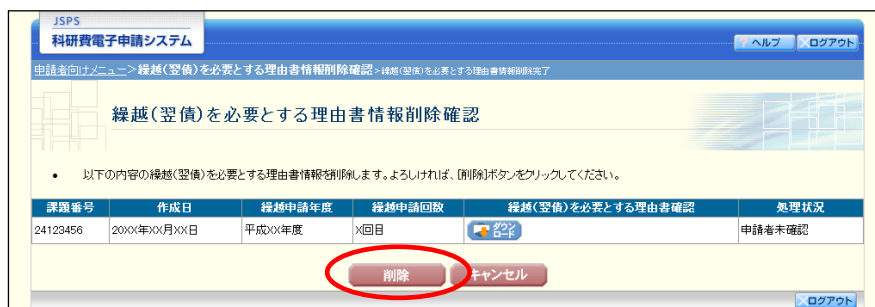 JSPS
科研費電子申請システム
ヘルプ ログアウト
申請者向けメニュー>繰越(翌債)を必要とする理由書情報削除確認>繰越(翌債)を必要とする理由書情報削除完了
繰越(翌債)を必要とする理由書情報削除確認
• 以下の内容の繰越(翌債)を必要とする理由書情報を削除します。よろしければ、[削除]ボタンをクリックしてください。
課題番号 作成日 繰越申請年度 繰越申請回数 繰越(翌債)を必要とする理由書確認 処理状況
24123456 20XX年XX月XX日 平成XX年度 X回目 ダウンロード 申請者未確認
削除 キャンセル
ログアウト